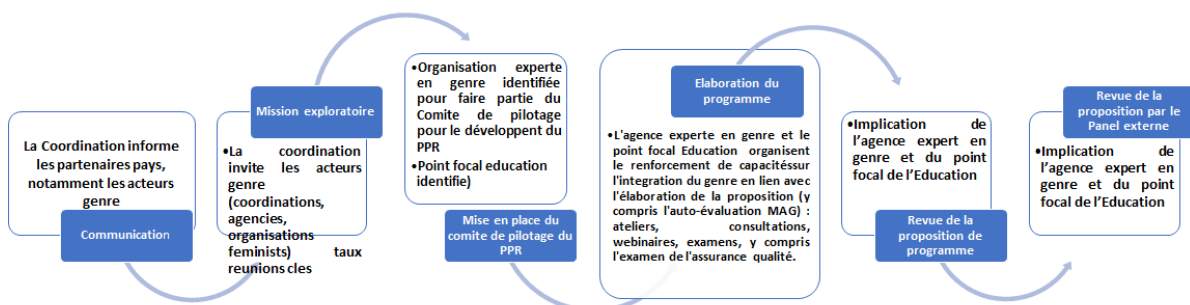 La Coordination informe
les partenaires pays,
notamment les acteurs
genre
Communication
Mission exploratoire
•La coordination
invite les acteurs
genre
(coordinations,
agencies,
organisations
feminists) taux
reunions cles
•Organisation experte
en genre identifiée
pour faire partie du
Comite de pilotage
pour le développent du
PPR
•Point focal education
identifie)
Mise en place du
comite de pilotage du
PPR
Elaboration du
programme
•L'agence experte en genre et le
point focal Education organisent
le renforcement de capacitéssur
l'integration du genre en lien avec
l'élaboration de la proposition (y
compris l'auto-évaluation MAG) :
ateliers, consultations,
webinaires, examens, y compris
l'examen de l'assurance qualité.
•Implication de
l'agence expert en
genre et du point
focal de l'Education
Revue de la
proposition de
programme
Revue de la
proposition par le
Panel externe
•Implication de
l'agence expert en
genre et du point
focal de l'Education